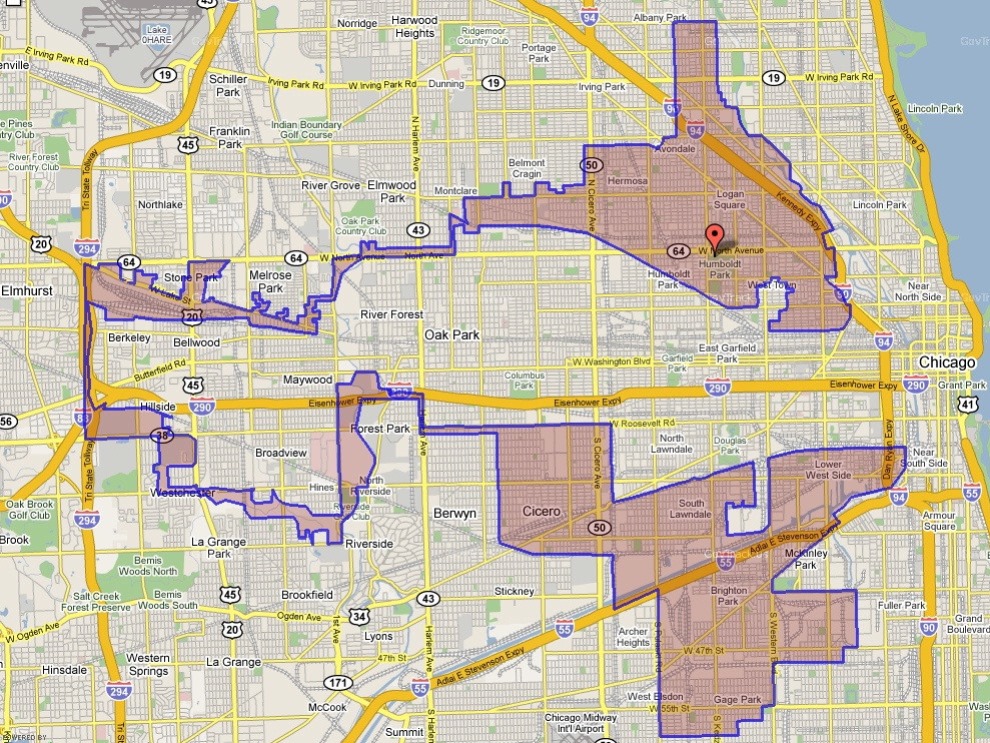 43
94
Norridge
Harwood
Heights
Ridgemoor
Country Club
Albany Park
Lake
OHARE
Portage
Park
E Irving Park Rd
19
Irving Park Rd
W Irving Park Rd
Dunning
19
Irving Park
19
W Irving Park Rd
Schiller
Park
N Lake Shore Dr
Lincoln Park
Franklin
Park
Indian Boundary
Golf Course
N Harlem Ave
45
94
Avondale
River Forest
Country Club
Tri State Tollway
Belmont
Cragin
50
Hermosa
N Cicero Ave
River Grove
Elmwood
Park
Montclare
Logan
Square
Kennedy Expy
Lincoln Park
Northlake
Oak Park
Country Club
43
20
294
64
Stone Park
64
W North Avenue
North Ave
64
W North Avenue
Humboldt
Park
Humboldt
Park
Melrose
Park
W Lake St
West Town
Elmhurst
Near
North Side
20
River Forest
Berkeley
Bellwood
Oak Park
94
East Garfield
Park
Butterfield Rd
W Washington Blvd
Garfield
Park
Chicago
Maywood
Columbus
Park
45
290
Eisenhower Expy
290
Grant Park
Hillside
290
Eisenhower Expy
Eisenhower Expy
41
56
Forest Park
W Roosevelt Rd
38
Broadview
North
Lawndale
Douglas
Park
S Cicero Ave
Lower
West Side
Near
South Side
Dan Ryan Expy
Tri State Tollway
Westchester
Hines
North
Riverside
Riverside
Club
Berwyn
Cicero
South
Lawndale
94
55
Oak Brook
Golf Club
294
50
Armour
Square
Brook
La Grange
Park
Riverside
Adlai E Stevenson Expy
McKinley
Park
Bemis
Woods North
55
Salt Creek
Forest Preserve
Bemis
Woods South
45
Brookfield
43
Stickney
Brighton
Park
Fuller Park
W Ogden Ave
20
Ogden Ave
34
1st Ave
Lyons
55
Archer
Heights
S Western B
90
Grand
Boulevard
Harlem Ave
Hinsdale
Western
Springs
La Grange
47th St
W 47th St
294
171
Adlai E Stevenson Expy
55
McCook
West Elsdon
W 55th St
Gage Park
Summit
Chicago Midway
Int'l Airport
POWERED BY